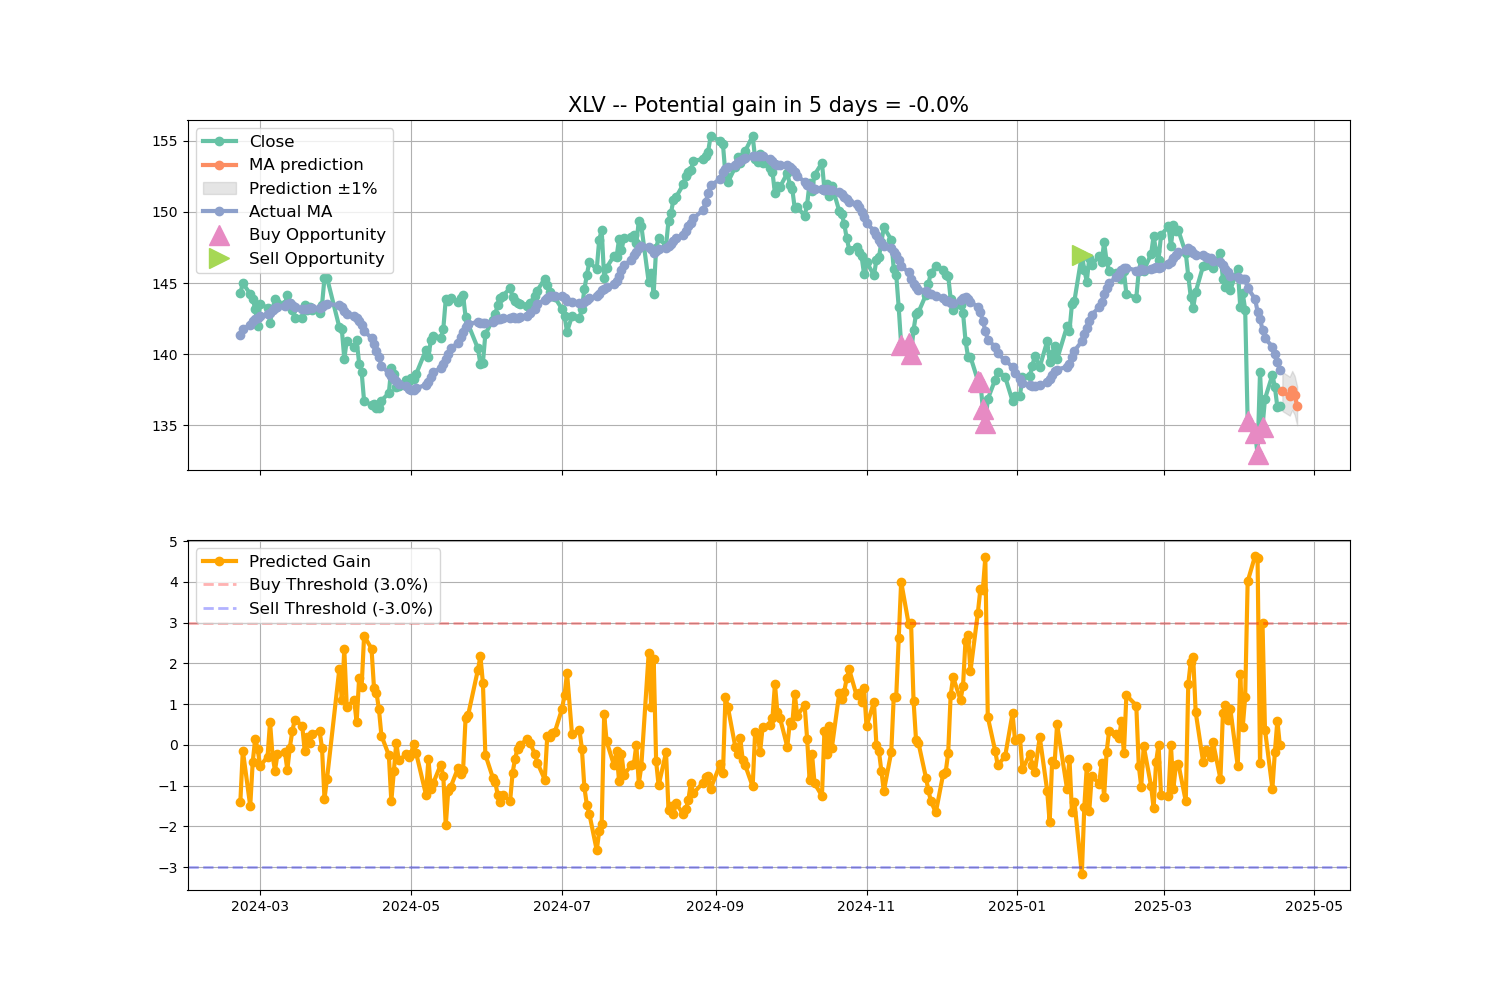 XLV -- Potential gain in 5 days = -0.0%
155
150
145
140
135
Close
MA prediction
Prediction ±1%
Actual MA
Buy Opportunity
Sell Opportunity
5
4
3
2
1
0
−1
−2
−3
Predicted Gain
Buy Threshold (3.0%)
Sell Threshold (-3.0%)
2024-03
2024-05
2024-07
2024-09
2024-11
2025-01
2025-03
2025-05